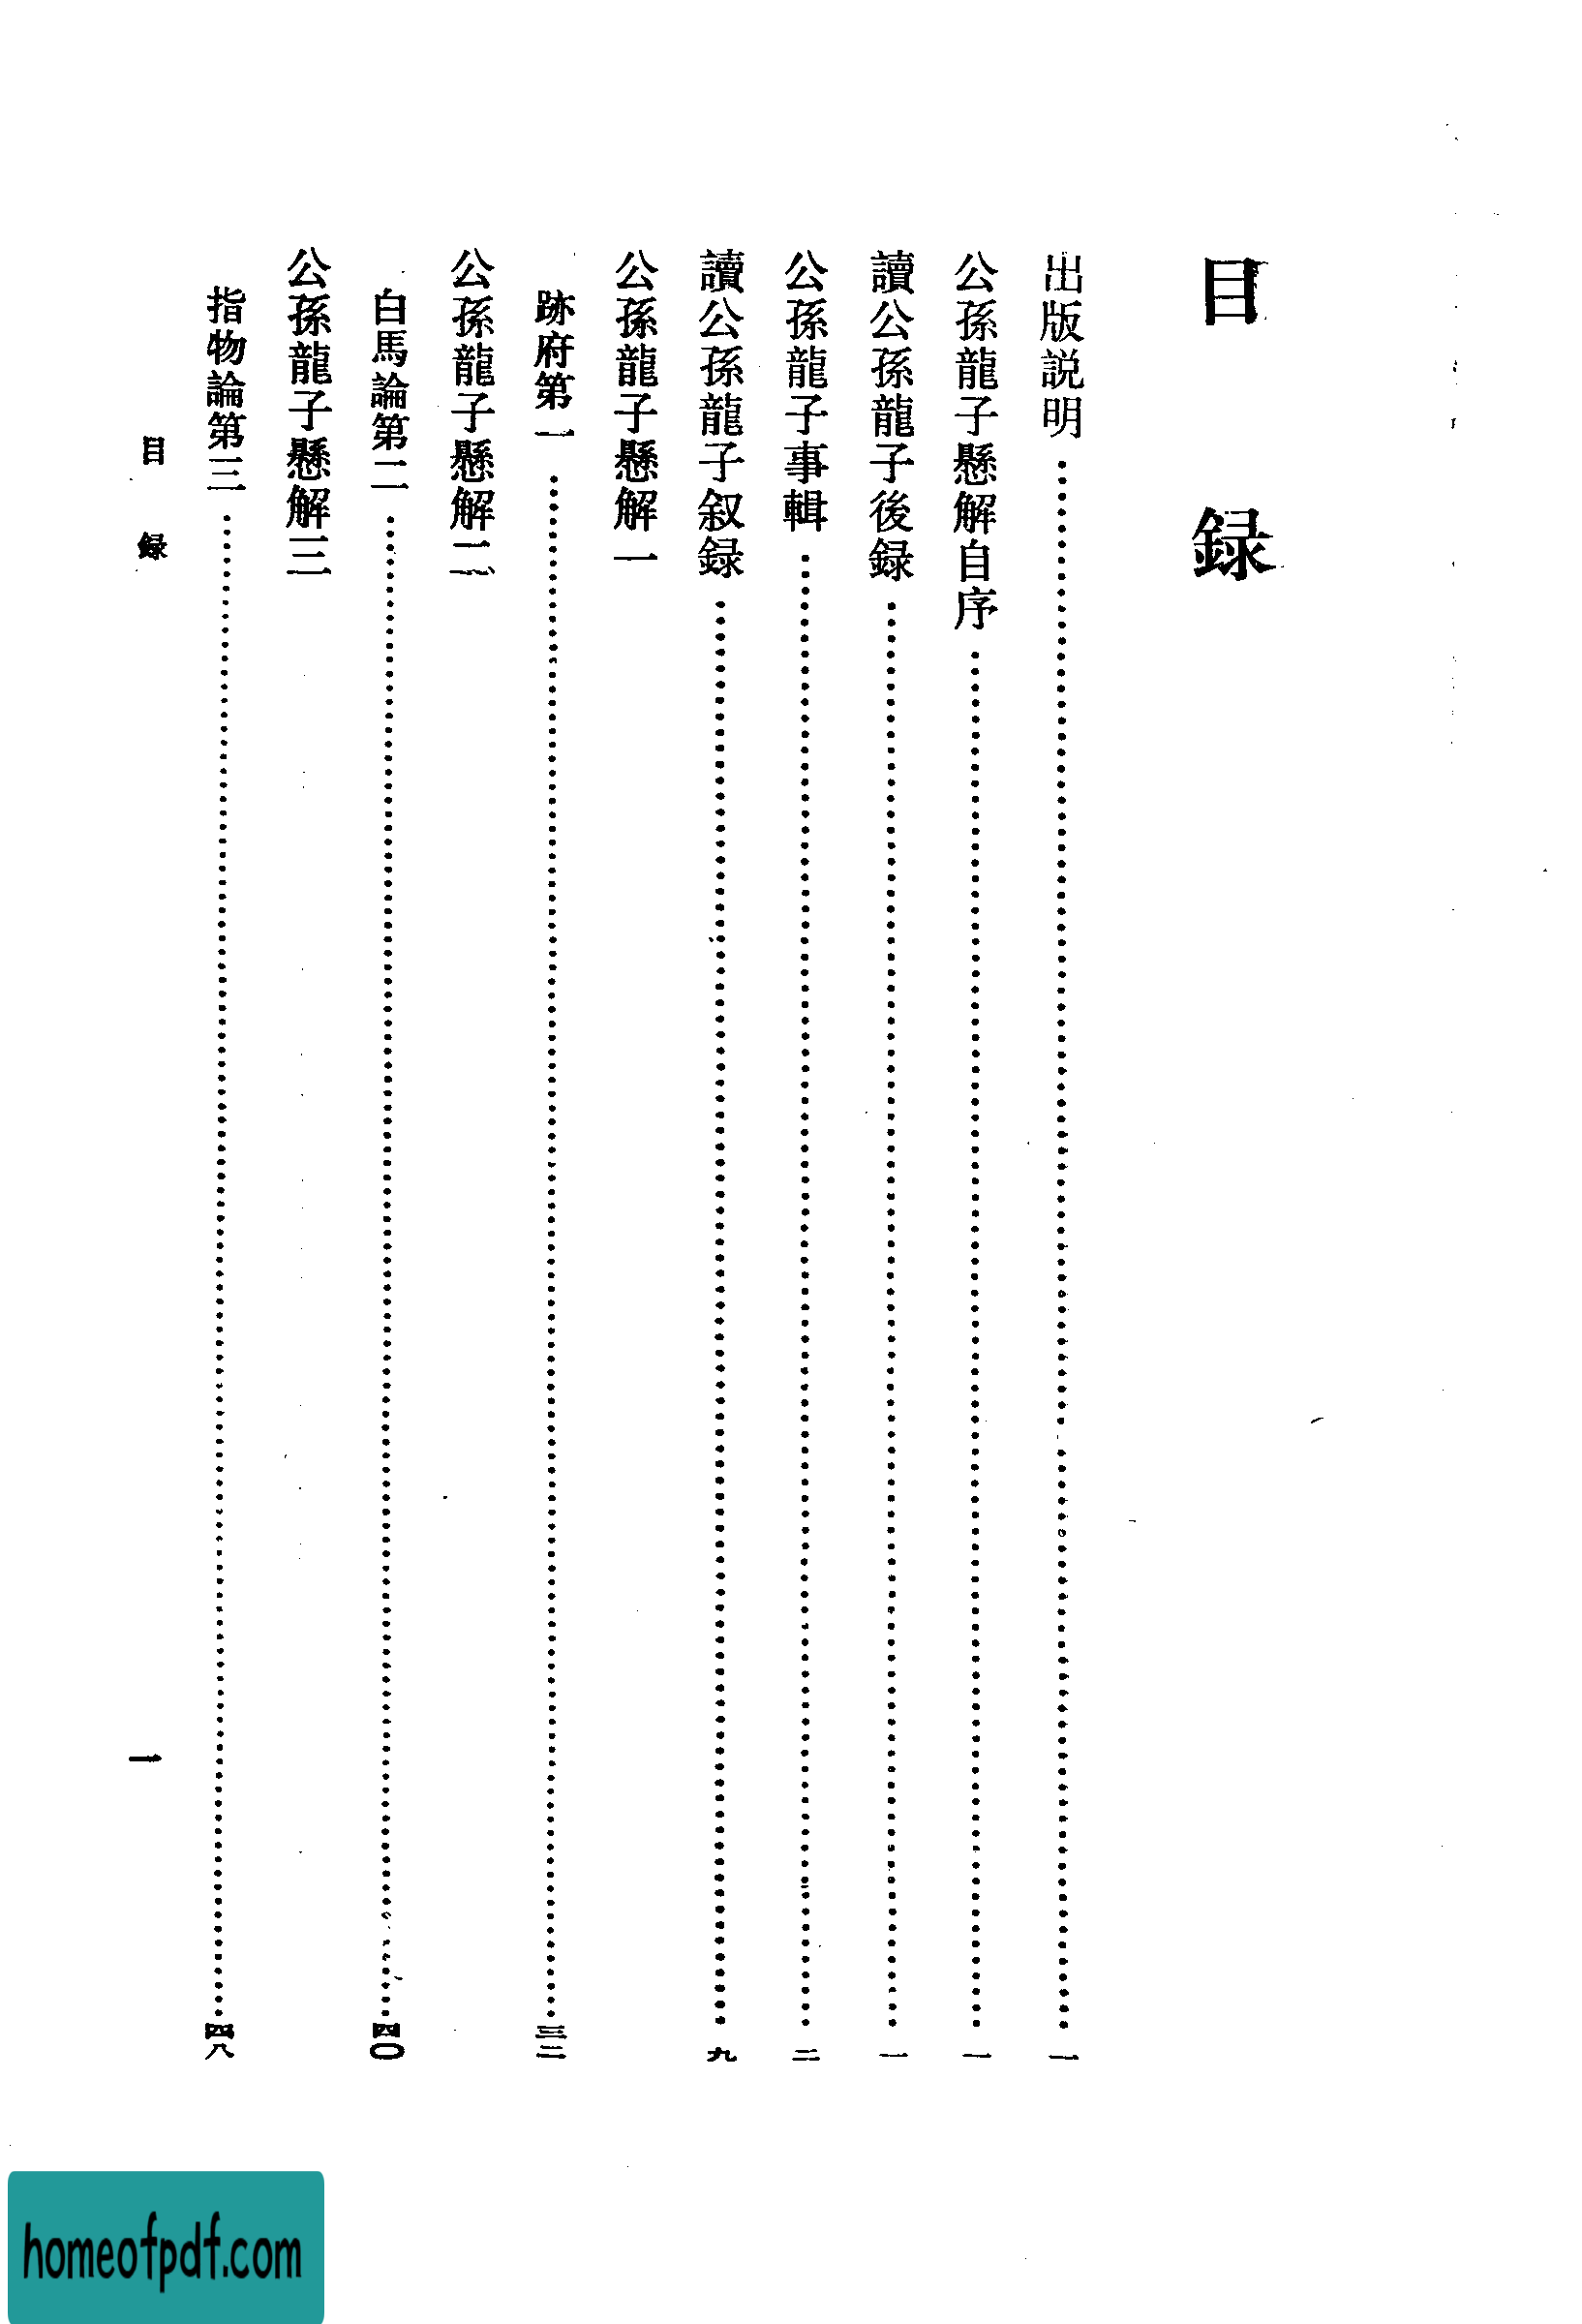 目録
出版説明……一
公孫龍子懸解自序……一
讀公孫龍子後録……一
公孫龍子事輯……二
讀公孫龍子叙録……九
公孫龍子懸解一
跡府第一……三二
公孫龍子懸解二
白馬論第二……四〇
公孫龍子懸解三
指物論第三……四八
目録
一
homeofpdf.com